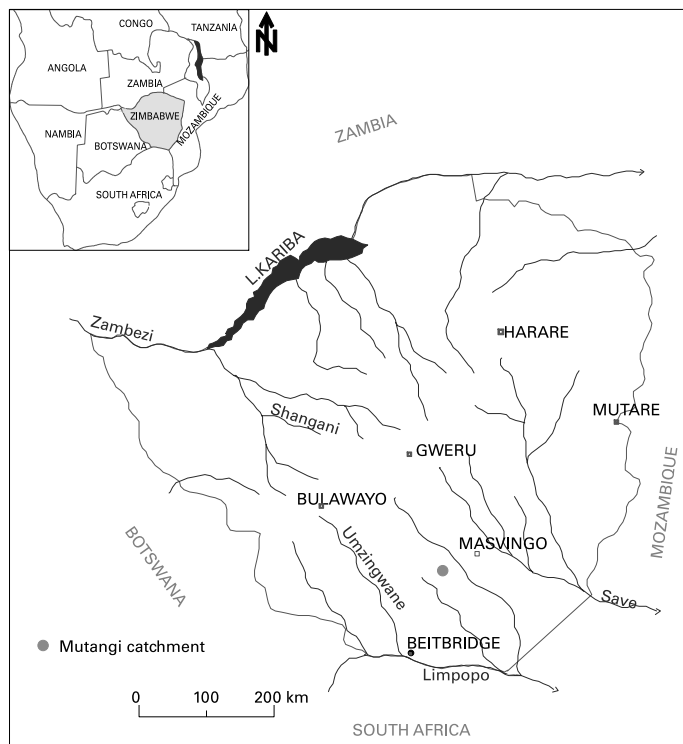 CONGO
TANZANIA
N
ANGOLA
ZAMBIA
ZIMBABWE
MOZAMBIQUE
NAMBIA
BOTSWANA
SOUTH AFRICA
ZAMBIA
L.KARIBA
Zambezi
HARARE
Shangani
MUTARE
GWERU
MOZAMBIQUE
BULAWAYO
BOTSWANA
Umzingwane
MASVINGO
Save
Mutangi catchment
BEITBRIDGE
Limpopo
0 100 200 km
SOUTH AFRICA